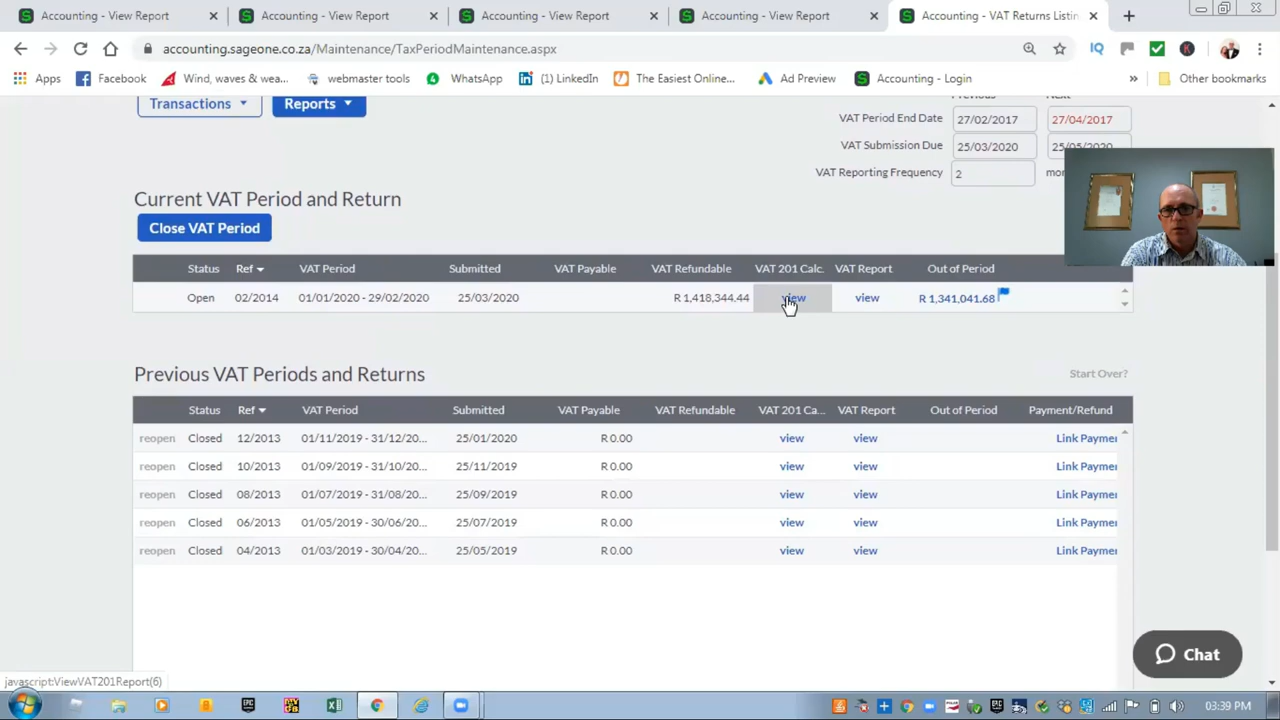 Accounting - View Report
Accounting - View Report
Accounting - View Report
Accounting - View Report
Accounting - VAT Returns Listin
accounting.sageone.co.za/Maintenance/TaxPeriodMaintenance.aspx
Apps
Facebook
Wind, waves & wea...
webmaster tools
WhatsApp
(1) LinkedIn
The Easiest Online...
Ad Preview
Accounting - Login
Other bookmarks
Transactions
Reports
VAT Period End Date 27/02/2017 27/04/2017
VAT Submission Due 25/03/2020 25/05/2020
VAT Reporting Frequency 2
Current VAT Period and Return
Close VAT Period
Status Ref VAT Period Submitted VAT Payable VAT Refundable VAT 201 Calc. VAT Report Out of Period
Open 02/2014 01/01/2020 - 29/02/2020 25/03/2020 R 1,418,344.44 view view R 1,341,041.68
Previous VAT Periods and Returns
Start Over?
Status Ref VAT Period Submitted VAT Payable VAT Refundable VAT 201 Ca... VAT Report Out of Period Payment/Refund
reopen Closed 12/2013 01/11/2019 - 31/12/20... 25/01/2020 R 0.00 view view Link Paymer
reopen Closed 10/2013 01/09/2019 - 31/10/20... 25/11/2019 R 0.00 view view Link Paymer
reopen Closed 08/2013 01/07/2019 - 31/08/20... 25/09/2019 R 0.00 view view Link Paymer
reopen Closed 06/2013 01/05/2019 - 30/06/20... 25/07/2019 R 0.00 view view Link Paymer
reopen Closed 04/2013 01/03/2019 - 30/04/20... 25/05/2019 R 0.00 view view Link Paymer
Chat
javascript:ViewVAT201Report(6)
03:39 PM